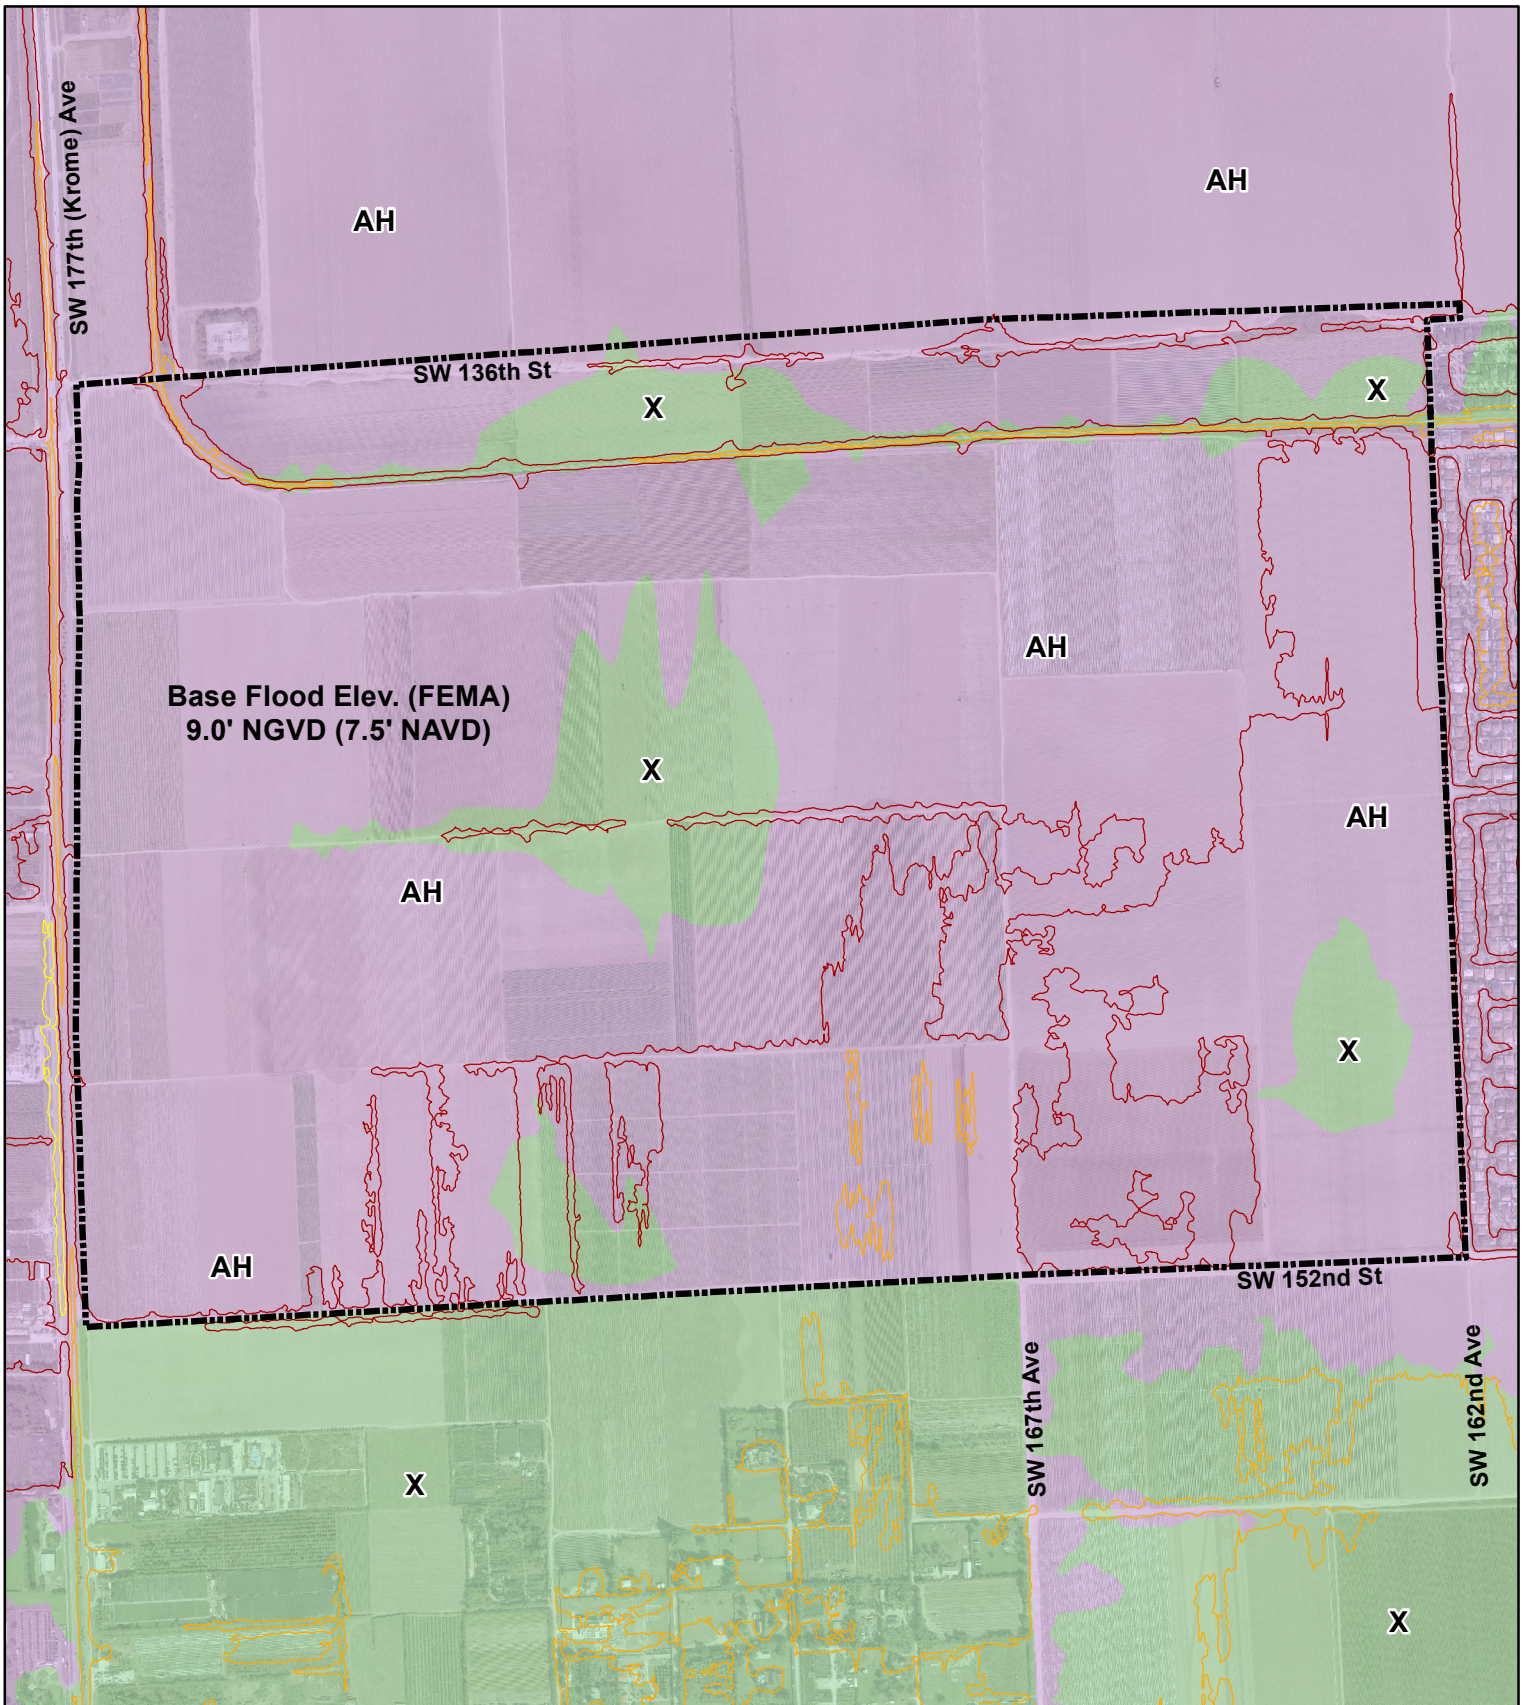 SW 177th (Krome) Ave
AH
AH
SW 136th St
X
X
AH
Base Flood Elev. (FEMA)
9.0' NGVD (7.5' NAVD)
X
AH
AH
X
AH
SW 152nd St
SW 167th Ave
SW 162nd Ave
X
X